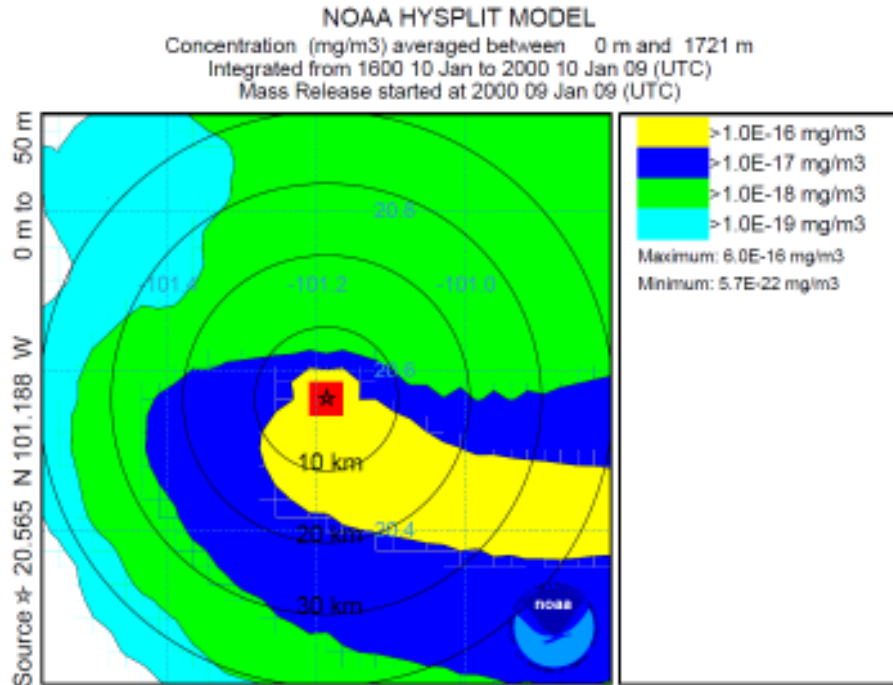 NOAA HYSPLIT MODEL
Concentration (mg/m3) averaged between 0 m and 1721 m
Integrated from 1600 10 Jan to 2000 10 Jan 09 (UTC)
Mass Release started at 2000 09 Jan 09 (UTC)
Source ☆ 20.565 N 101.188 W 0 m to 50 m
>1.0E-16 mg/m3
>1.0E-17 mg/m3
>1.0E-18 mg/m3
>1.0E-19 mg/m3
Maximum: 6.0E-16 mg/m3
Minimum: 5.7E-22 mg/m3
20.8
-101.4 -101.2 -101.0
20.6
10 km
20.4
20 km
30 km
noaa